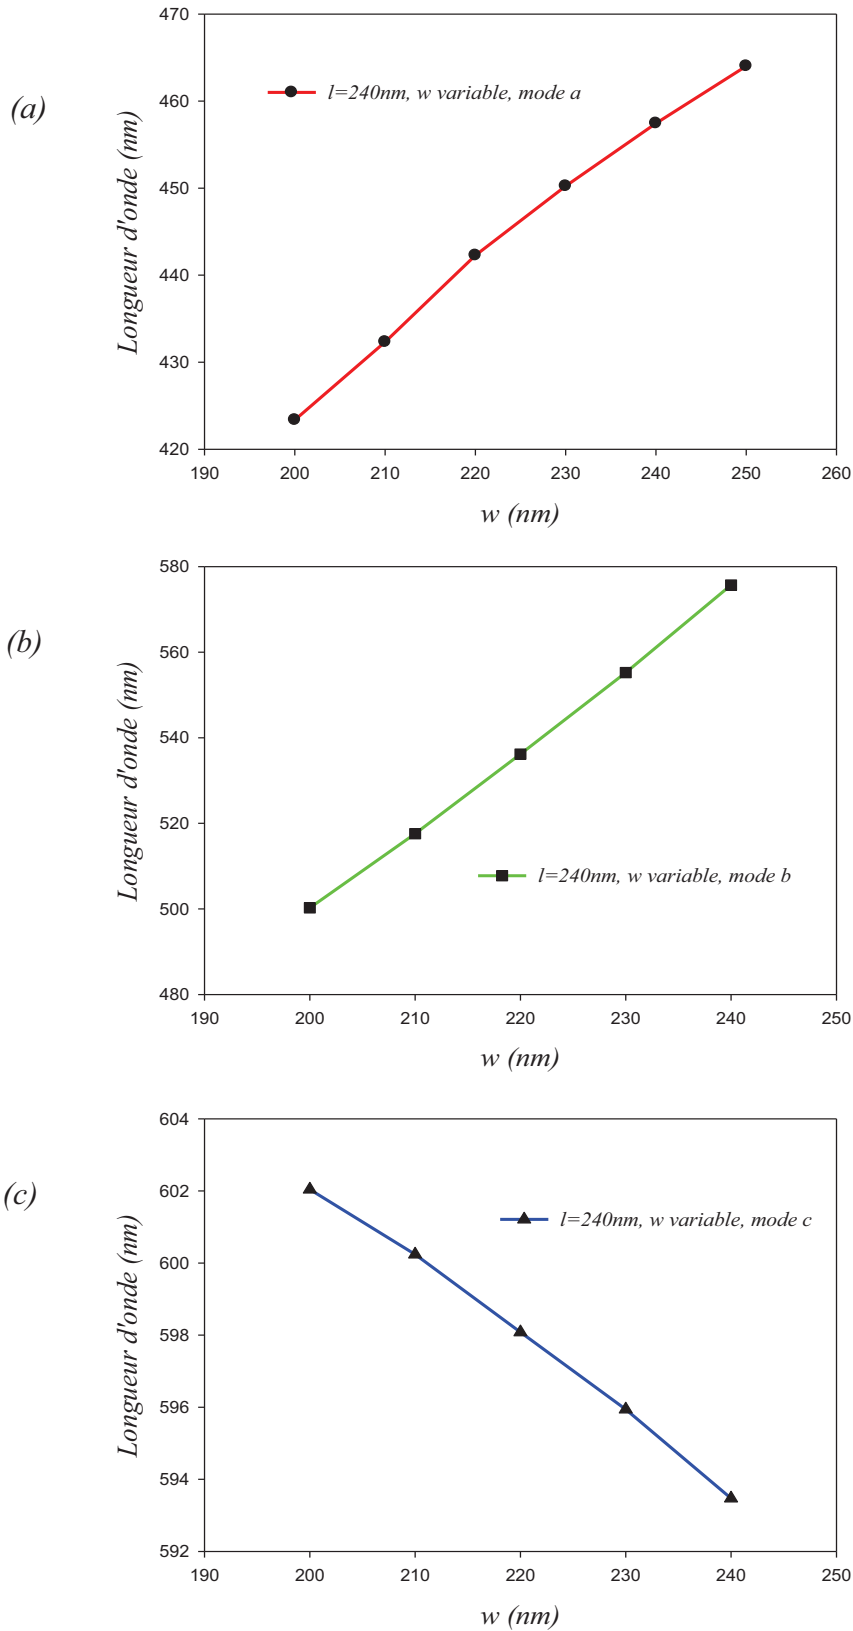 (a)
Longueur d'onde (nm)
470
460
450
440
430
420
l=240nm, w variable, mode a
190 200 210 220 230 240 250 260
w (nm)
(b)
Longueur d'onde (nm)
580
560
540
520
500
480
l=240nm, w variable, mode b
190 200 210 220 230 240 250
w (nm)
(c)
Longueur d'onde (nm)
604
602
600
598
596
594
592
l=240nm, w variable, mode c
190 200 210 220 230 240 250
w (nm)